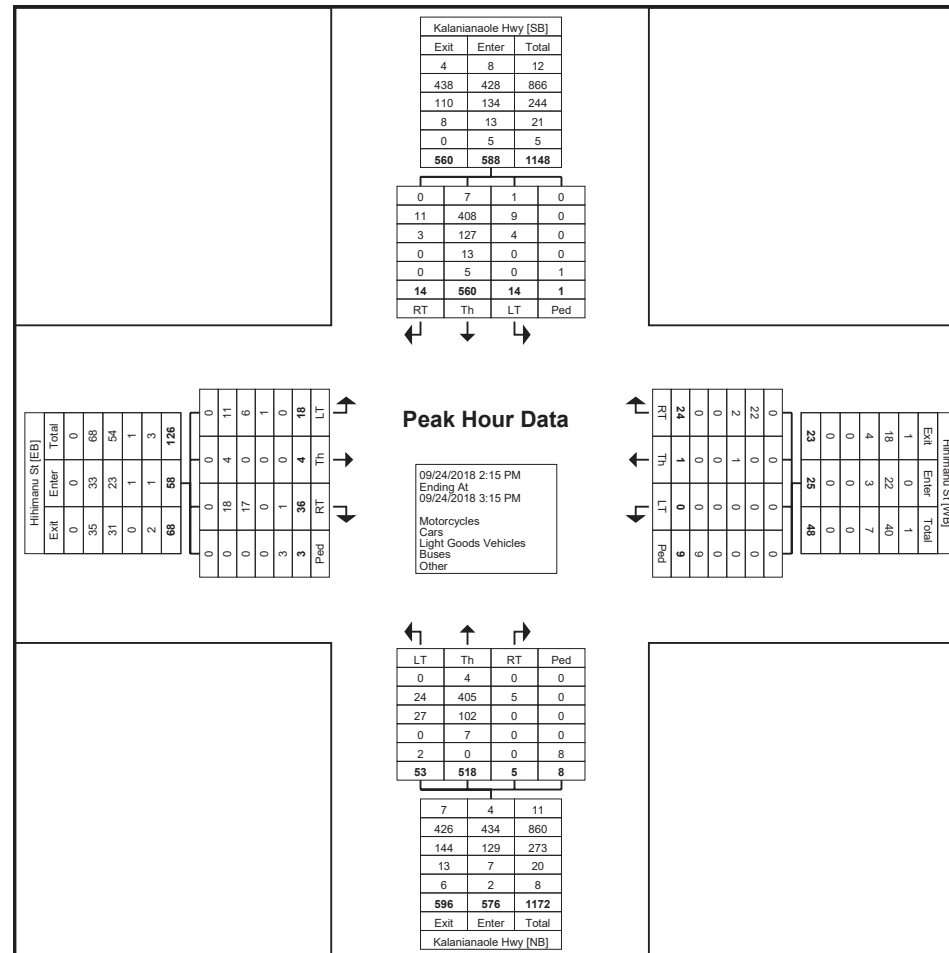 Kalanianaole Hwy [SB]
Exit Enter Total
4 8 12
438 428 866
110 134 244
8 13 21
0 5 5
560 588 1148
0 7 1 0
11 408 9 0
3 127 4 0
0 13 0 0
0 5 0 1
14 560 14 1
RT Th LT Ped
Hihimanu St [EB]
Exit Enter Total
0 0 0
35 33 68
31 23 54
0 1 1
2 1 3
68 58 126
0 0 0 0
0 18 4 11
0 17 0 6
0 0 0 1
3 1 0 0
3 36 4 18
Ped RT Th LT
Peak Hour Data
09/24/2018 2:15 PM
Ending At
09/24/2018 3:15 PM
Motorcycles
Cars
Light Goods Vehicles
Buses
Other
Hihimanu St [WB]
Exit Enter Total
1 0 1
18 22 40
4 3 7
0 0 0
0 0 0
23 25 48
0 0 0 0
22 0 0 0
2 1 0 0
0 0 0 0
0 0 0 9
24 1 0 9
RT Th LT Ped
LT Th RT Ped
0 4 0 0
24 405 5 0
27 102 0 0
0 7 0 0
2 0 0 8
53 518 5 8
7 4 11
426 434 860
144 129 273
13 7 20
6 2 8
596 576 1172
Exit Enter Total
Kalanianaole Hwy [NB]